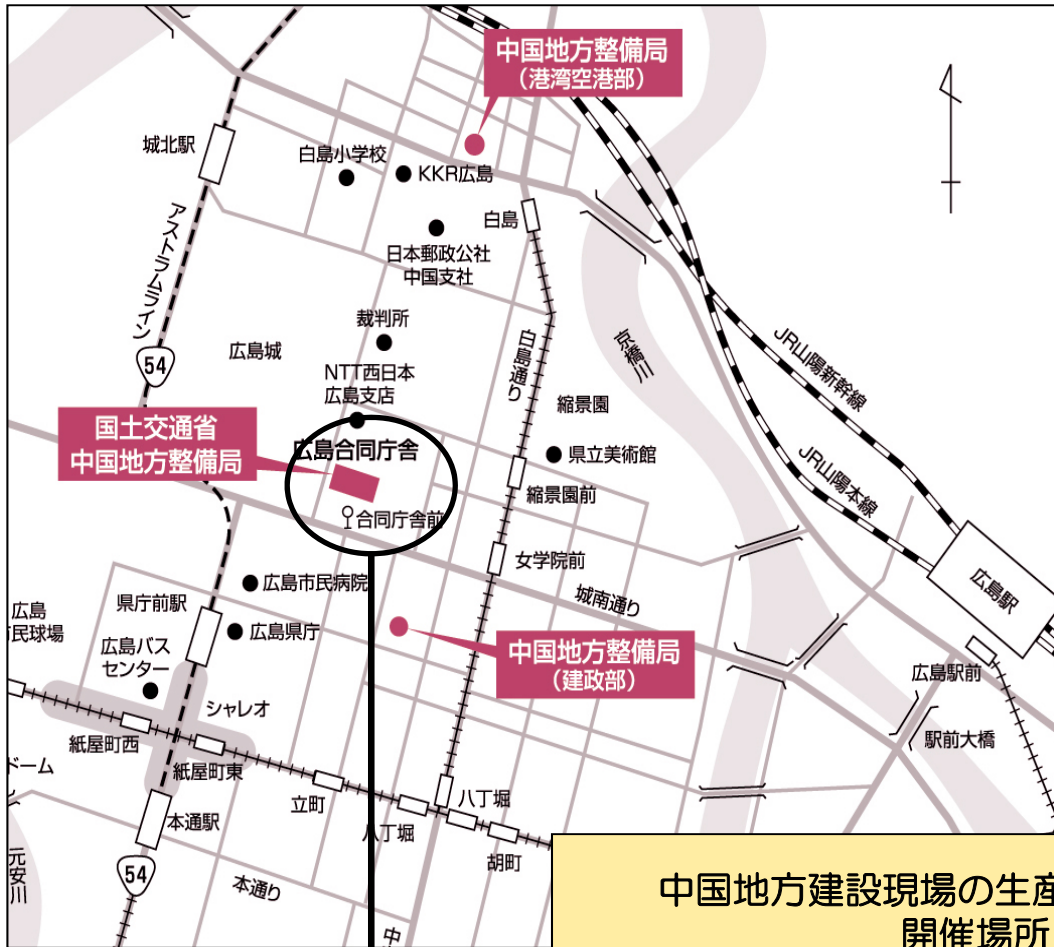 中国地方整備局
(港湾空港部)
城北駅
白島小学校
KKR広島
白島
日本郵政公社
中国支社
アストラムライン
裁判所
広島城
54
NTT西日本
広島支店
白島通り
京橋川
JR山陽新幹線
縮景園
国土交通省
中国地方整備局
広島合同庁舎
県立美術館
JR山陽本線
縮景園前
合同庁舎前
女学院前
広島駅
広島市民病院
城南通り
県庁前駅
広島
市民球場
広島県庁
広島バス
センター
中国地方整備局
(建政部)
広島駅前
シャレオ
駅前大橋
紙屋町西
紙屋町東
ドーム
立町
八丁堀
八丁堀
本通駅
胡町
元安川
54
本通り
中
中国地方建設現場の生産
開催場所